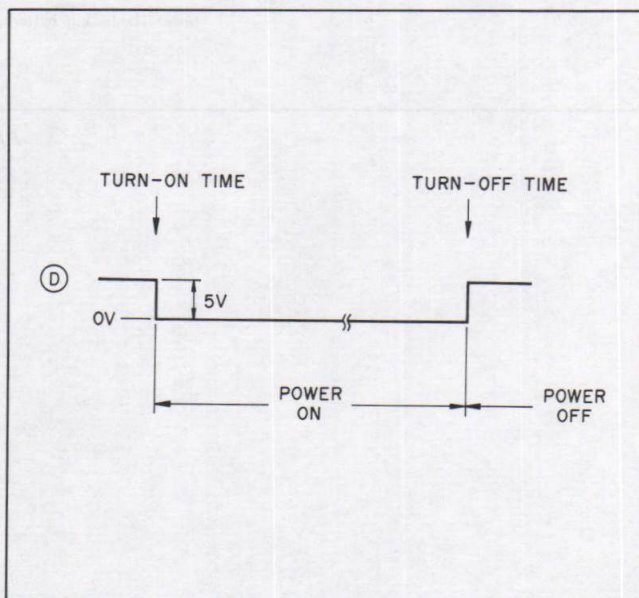 TURN-ON TIME TURN-OFF TIME
D
5V
0V
POWER POWER
ON OFF